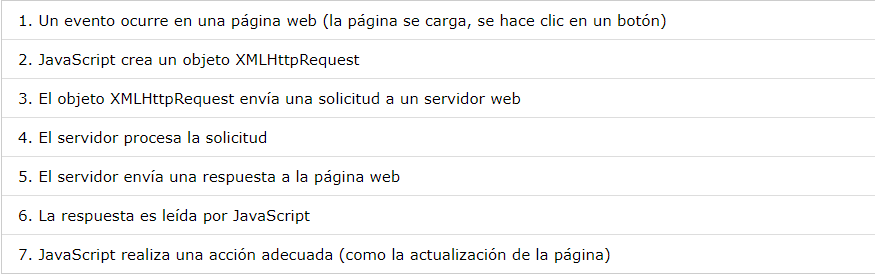 1. Un evento ocurre en una página web (la página se carga, se hace clic en un botón)
2. JavaScript crea un objeto XMLHttpRequest
3. El objeto XMLHttpRequest envía una solicitud a un servidor web
4. El servidor procesa la solicitud
5. El servidor envía una respuesta a la página web
6. La respuesta es leída por JavaScript
7. JavaScript realiza una acción adecuada (como la actualización de la página)